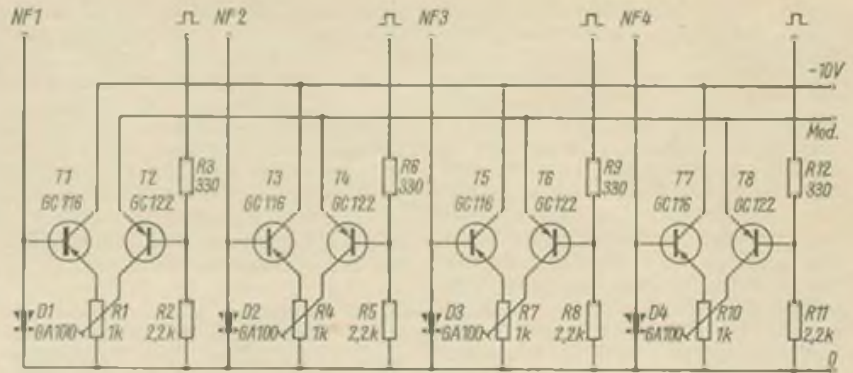 NF1 NF2 NF3 NF4
-10V
Mod.
R3 R6 R9 R12
330 330 330 330
T1 T2 T3 T4 T5 T6 T7 T8
GC116 GC122 GC116 GC122 GC116 GC122 GC116 GC122
D1 R1 R2 D2 R4 R5 D3 R7 R8 D4 R10 R11
GA100 1k 2,2k GA100 1k 2,2k GA100 1k 2,2k GA100 1k 2,2k
0